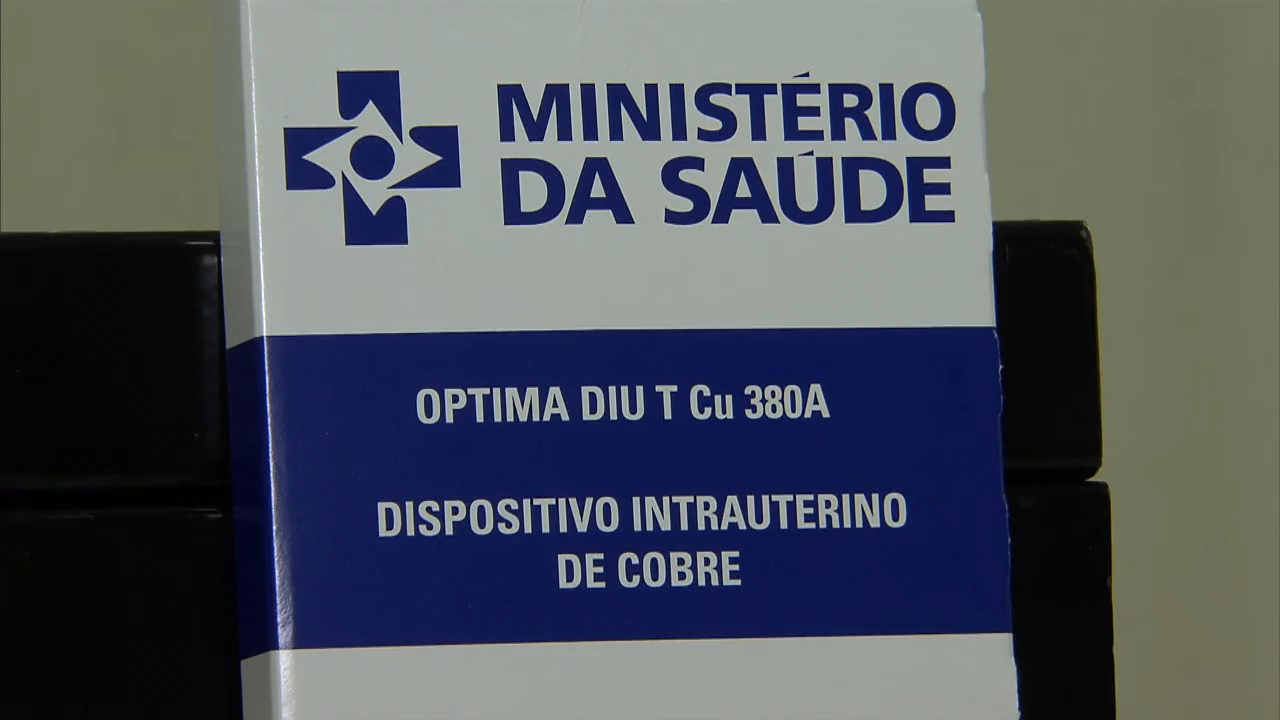 MINISTÉRIO
DA SAÚDE
OPTIMA DIU T Cu 380A
DISPOSITIVO INTRAUTERINO
DE COBRE